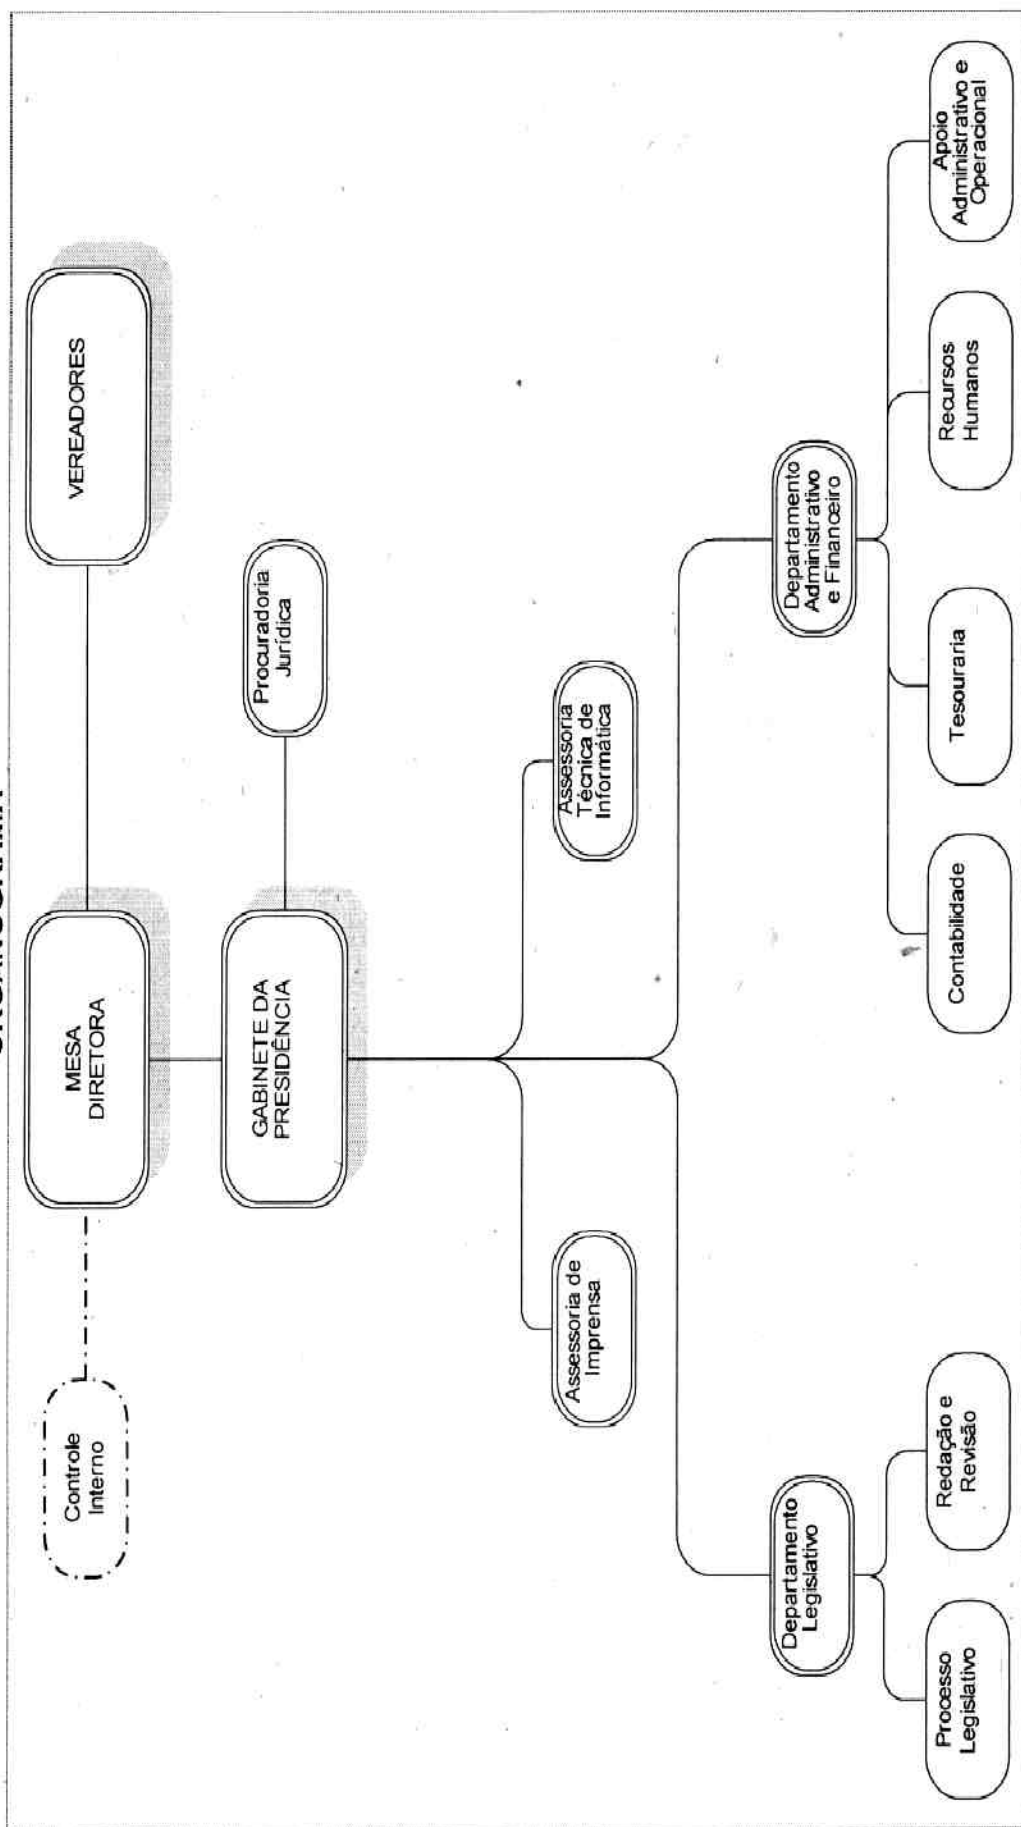 ORGANOGRAMA
Controle
Interno
MESA
DIRETORA
VEREADORES
GABINETE DA
PRESIDÊNCIA
Procuradoria
Jurídica
Assessoria de
Imprensa
Assessoria
Técnica de
Informática
Departamento
Legislativo
Departamento
Administrativo
e Financeiro
Processo
Legislativo
Redação e
Revisão
Contabilidade
Tesouraria
Recursos
Humanos
Apoio
Administrativo e
Operacional